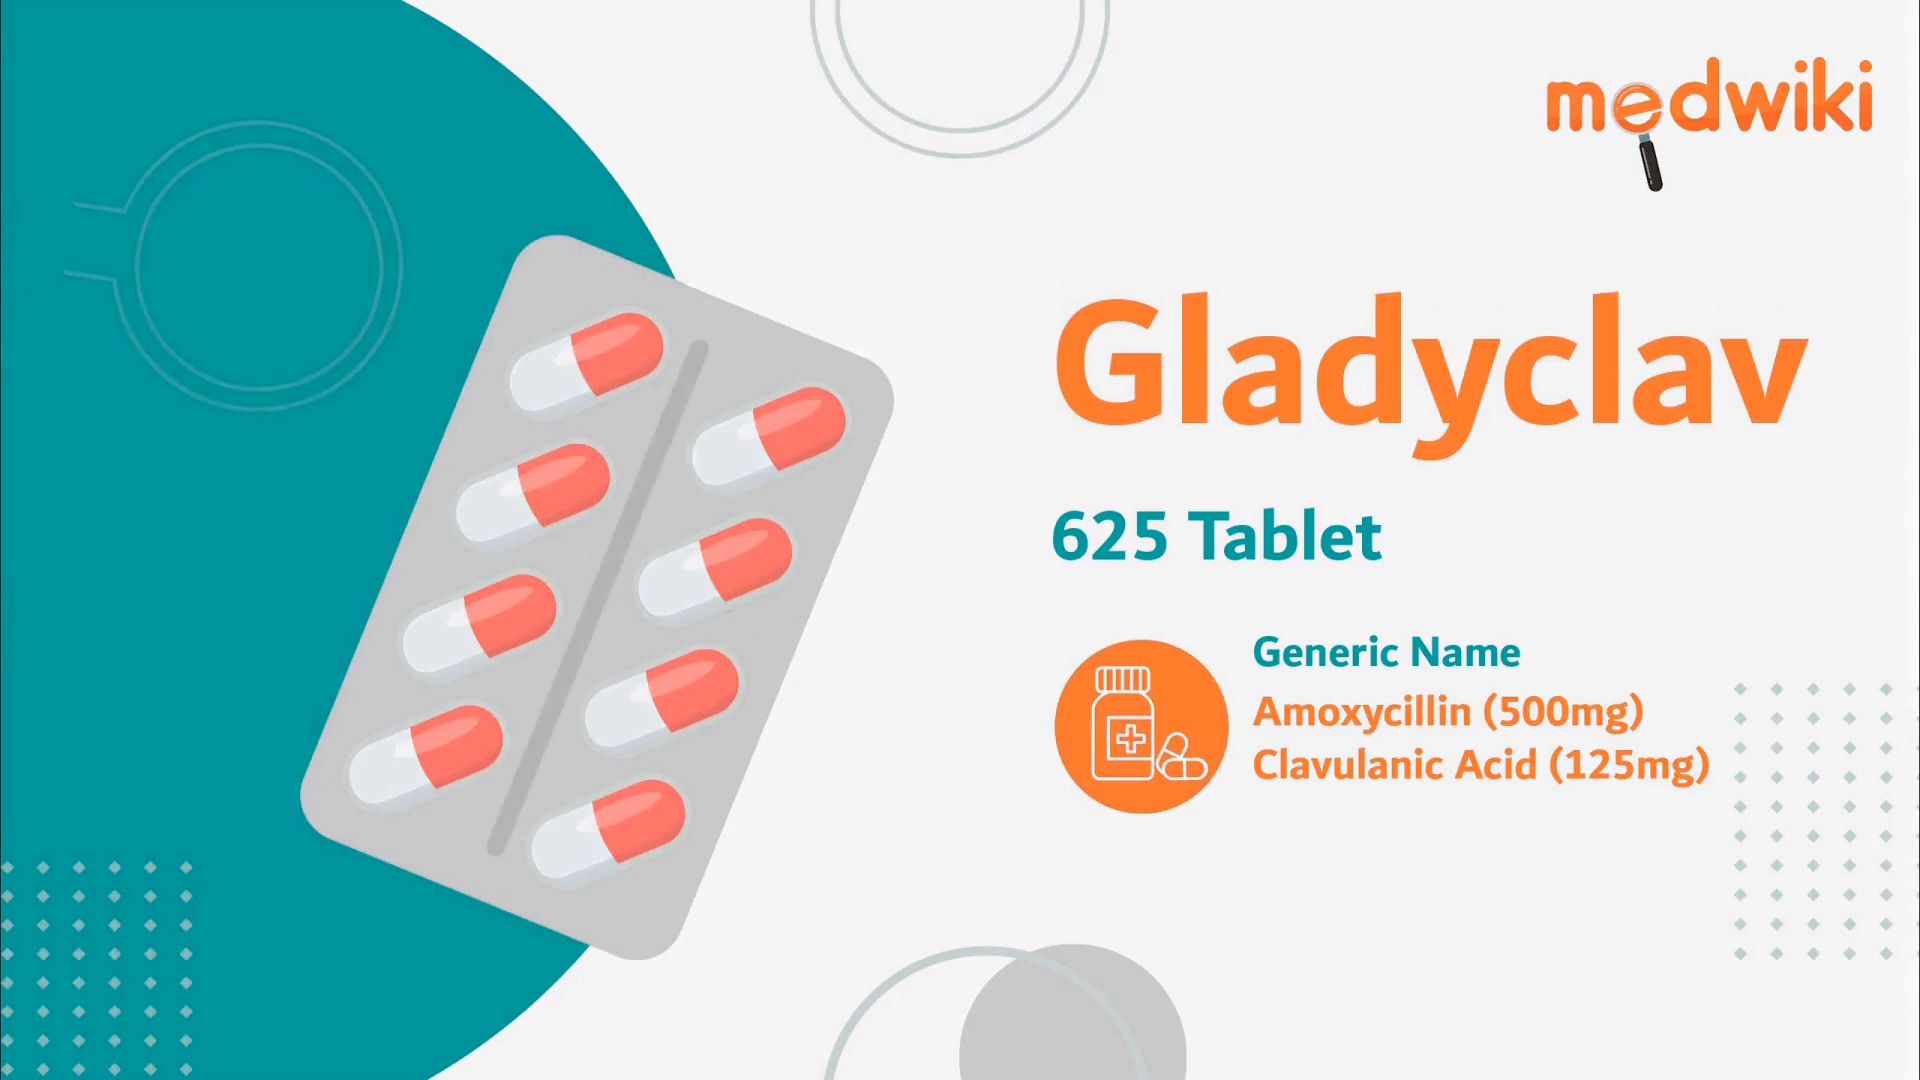 medwiki
Gladyclav
625 Tablet
Generic Name
Amoxycillin (500mg)
Clavulanic Acid (125mg)